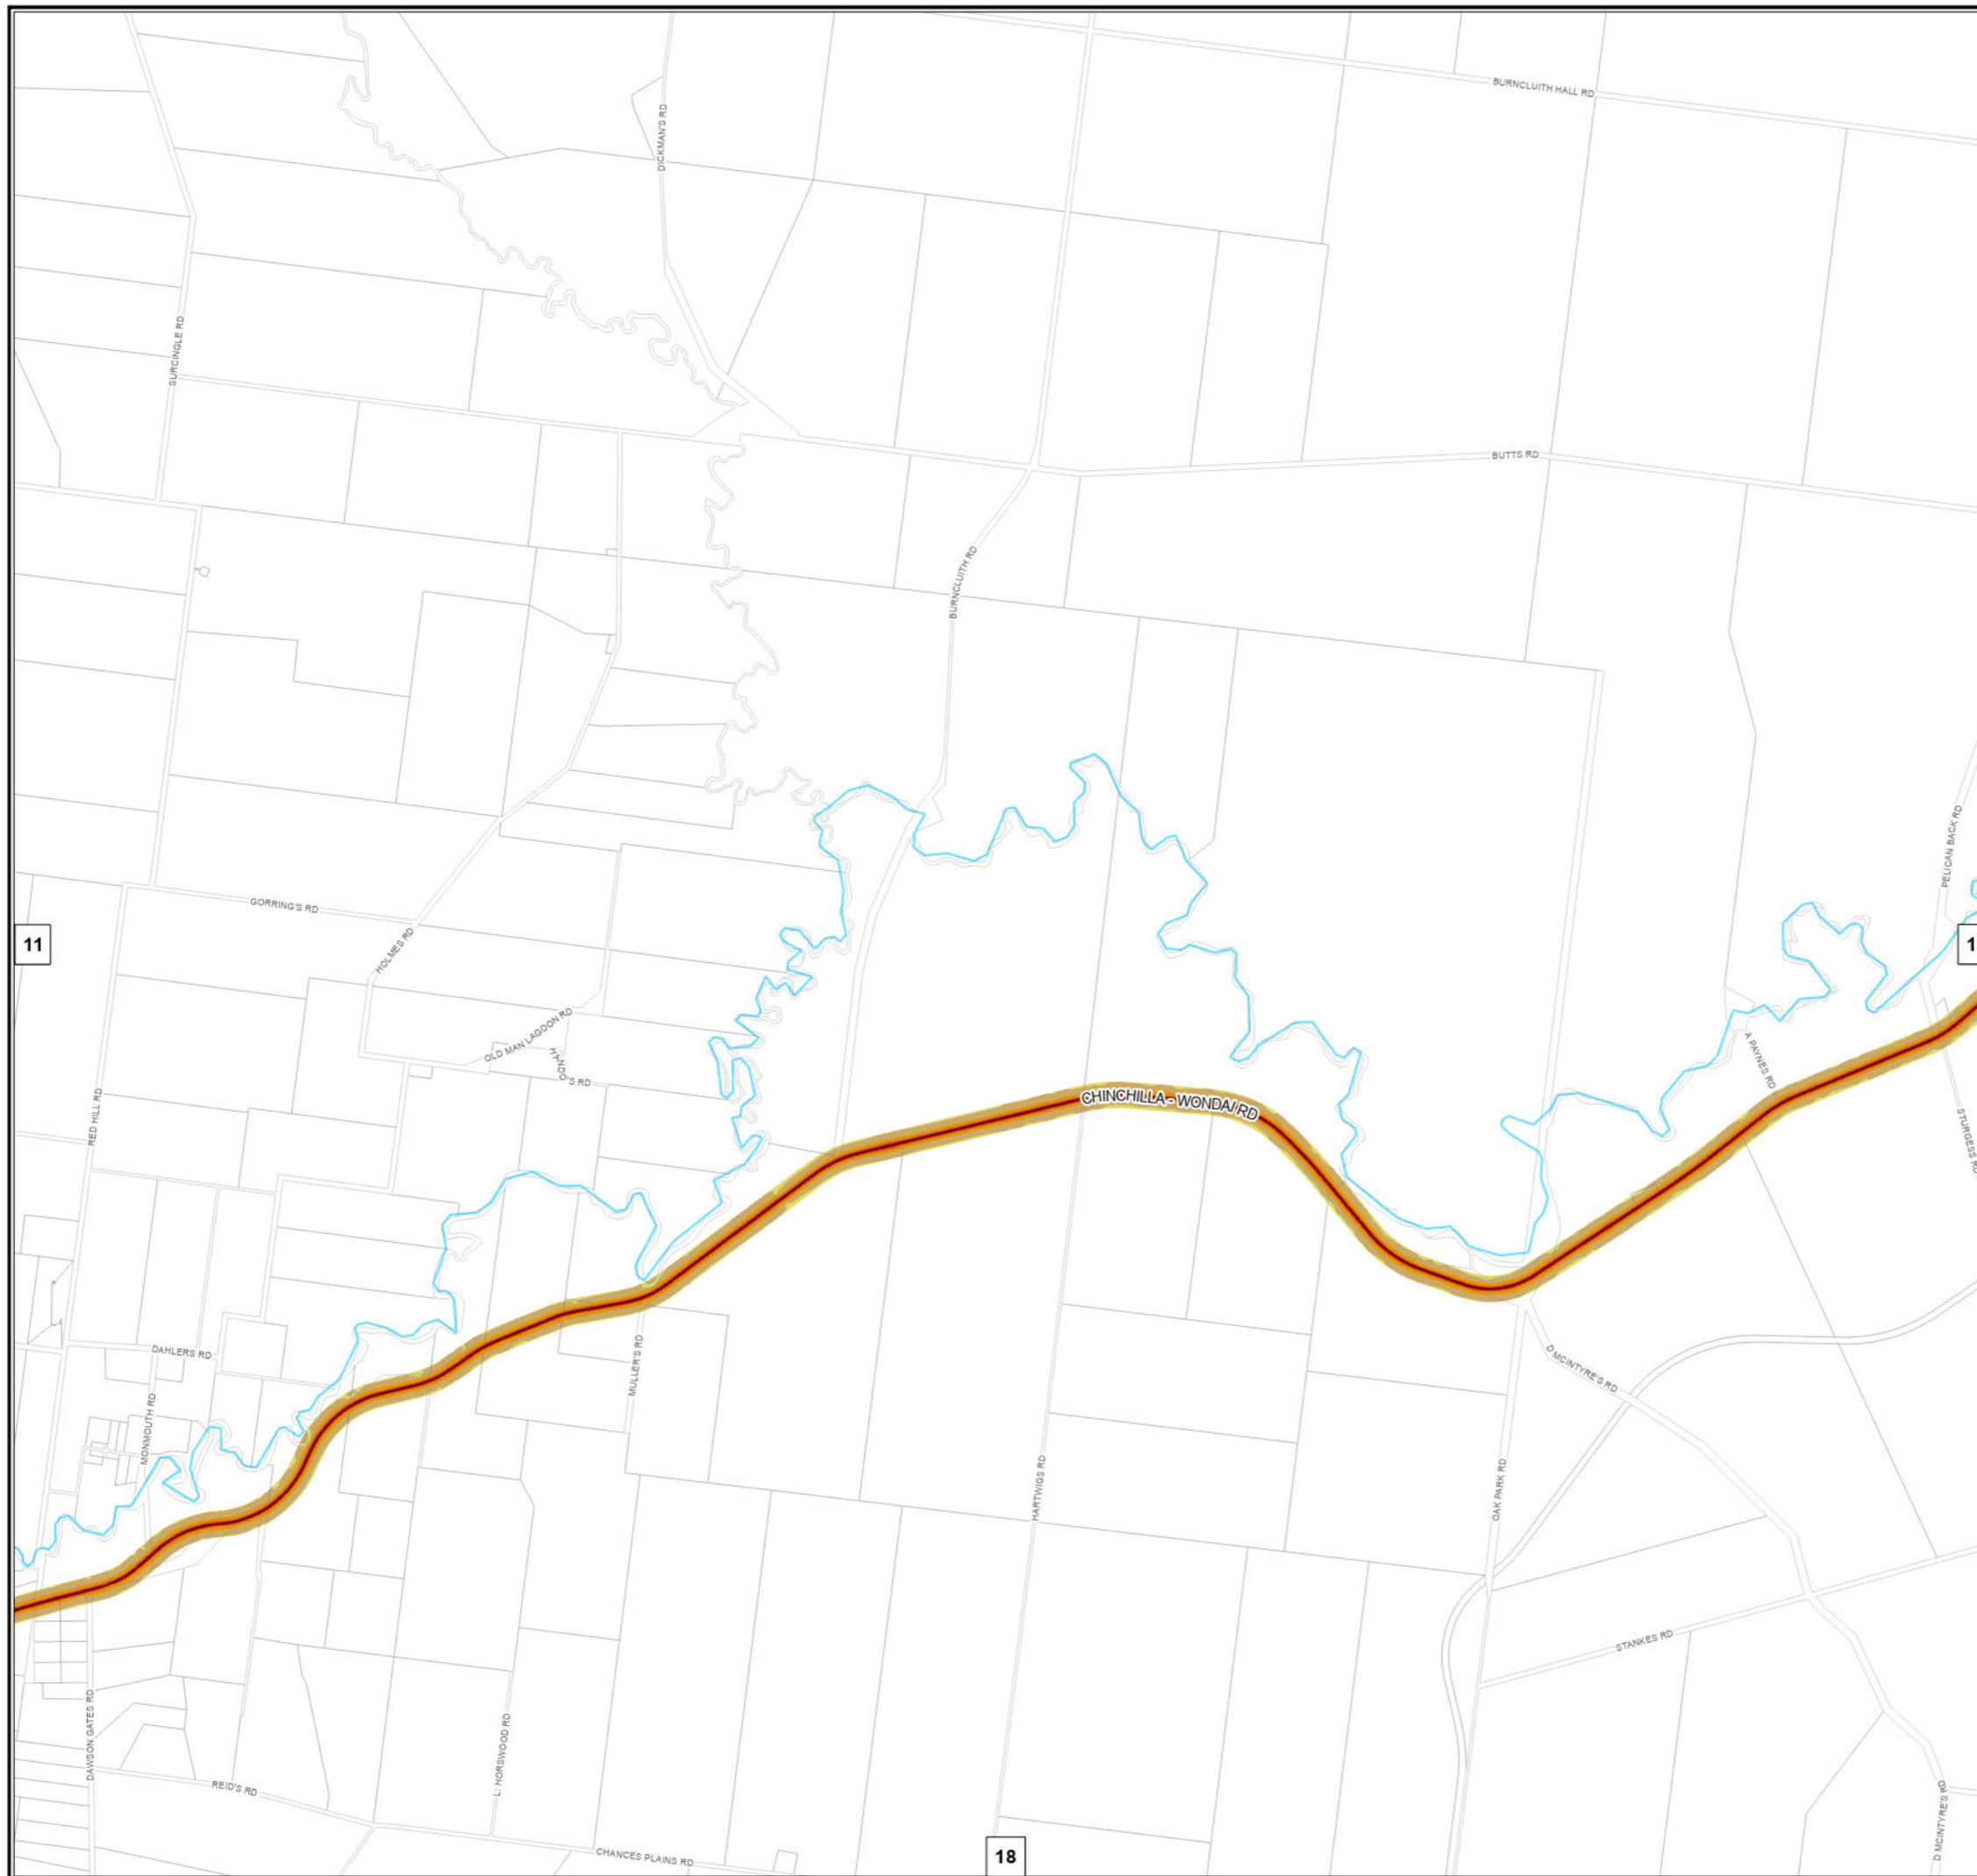 BURNCLUITH HALL RD
DICKMAN'S RD
SURCINGLE RD
BUTTS RD
BURNCLUITH RD
PELICAN BACK RD
GORRING'S RD
HOLMES RD
11
1
OLD MAN LAGOON RD
S RD
A PAYNES RD
RED HILL RD
CHINCHILLA - WONDAI RD
STURGESS RD
DAHLERS RD
MULLER'S RD
D MCINTYRE'S RD
MONMOUTH RD
HARTWIGS RD
OAK PARK RD
STANKES RD
DAWSON GATES RD
L. HORSWOOD RD
REID'S RD
D MCINTYRE'S RD
CHANCES PLAINS RD
18